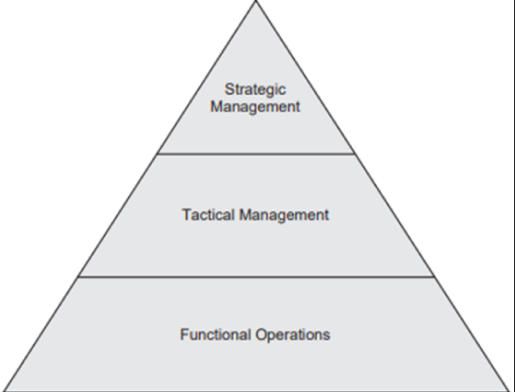 Strategic
Management
Tactical Management
Functional Operations